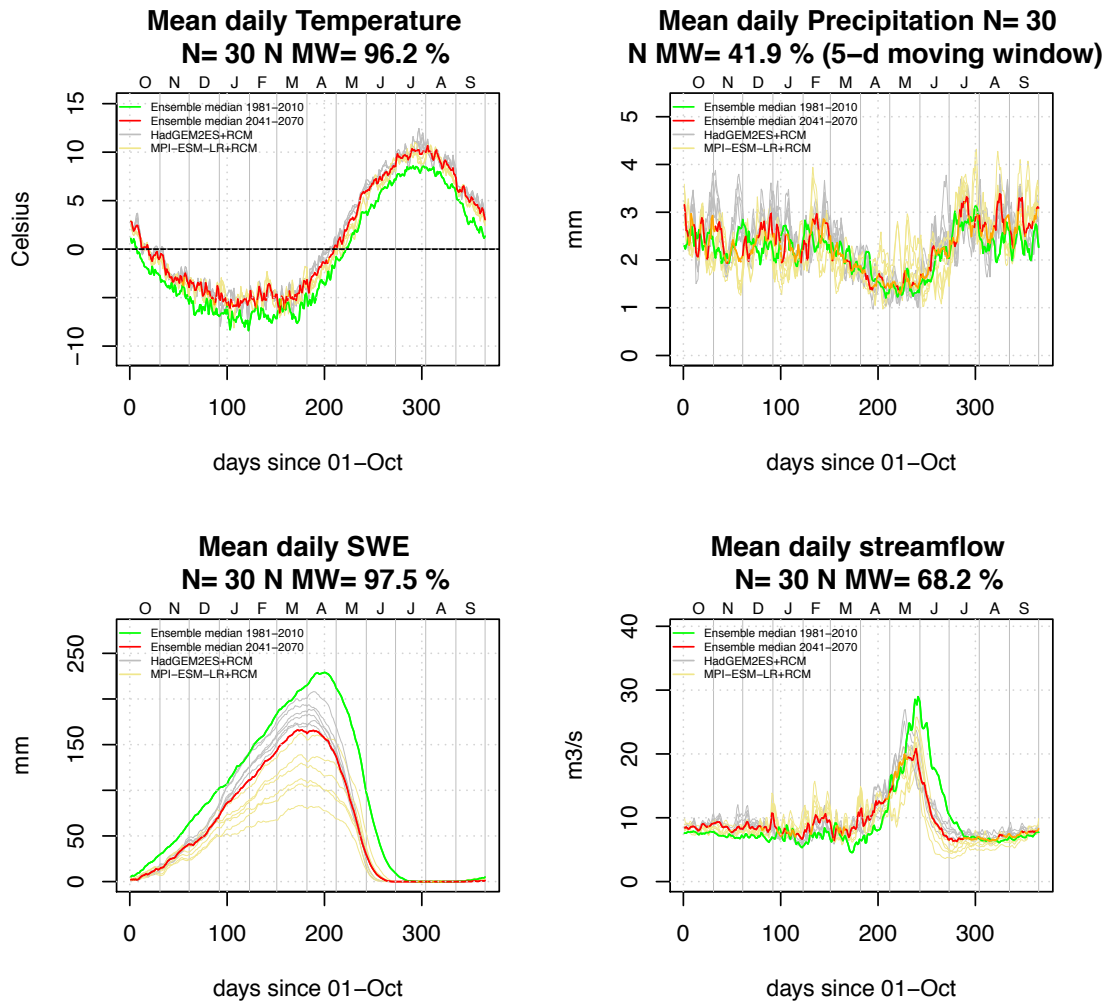 Mean daily Temperature
N= 30 N MW= 96.2 %
O N D J F M A M J J A S
Ensemble median 1981−2010
Ensemble median 2041−2070
HadGEM2ES+RCM
MPI−ESM−LR+RCM
Celsius
15
10
5
0
−10
0 100 200 300
days since 01−Oct
Mean daily Precipitation N= 30
N MW= 41.9 % (5−d moving window)
O N D J F M A M J J A S
Ensemble median 1981−2010
Ensemble median 2041−2070
HadGEM2ES+RCM
MPI−ESM−LR+RCM
mm
5
4
3
2
1
0
0 100 200 300
days since 01−Oct
Mean daily SWE
N= 30 N MW= 97.5 %
O N D J F M A M J J A S
Ensemble median 1981−2010
Ensemble median 2041−2070
HadGEM2ES+RCM
MPI−ESM−LR+RCM
mm
250
150
50
0
0 100 200 300
days since 01−Oct
Mean daily streamflow
N= 30 N MW= 68.2 %
O N D J F M A M J J A S
Ensemble median 1981−2010
Ensemble median 2041−2070
HadGEM2ES+RCM
MPI−ESM−LR+RCM
m3/s
40
30
20
10
0
0 100 200 300
days since 01−Oct